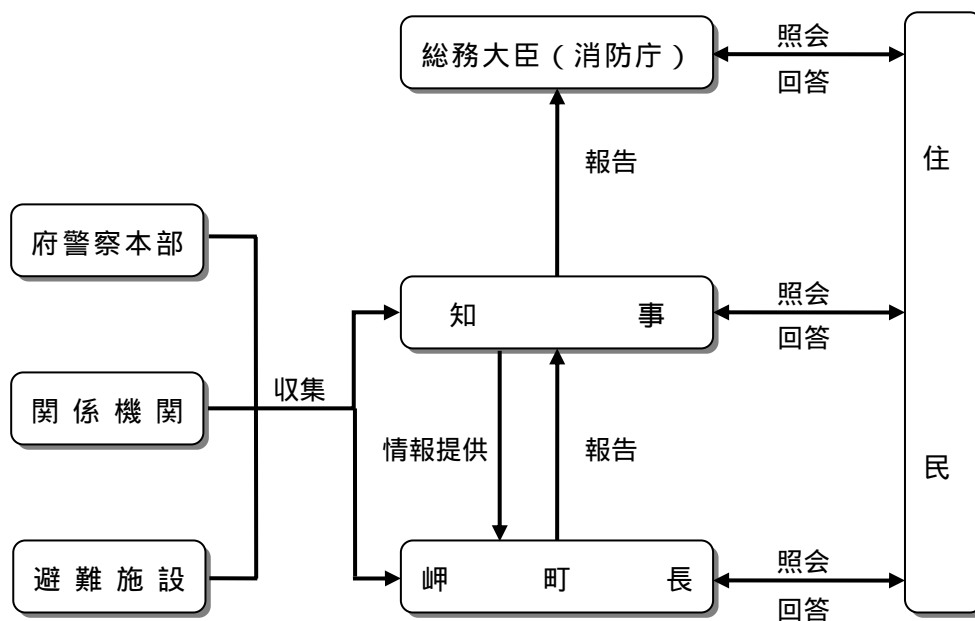 総務大臣（消防庁）
照会
回答
住民
報告
府警察本部
知事
照会
回答
関係機関
収集
情報提供
報告
避難施設
岬町長
照会
回答